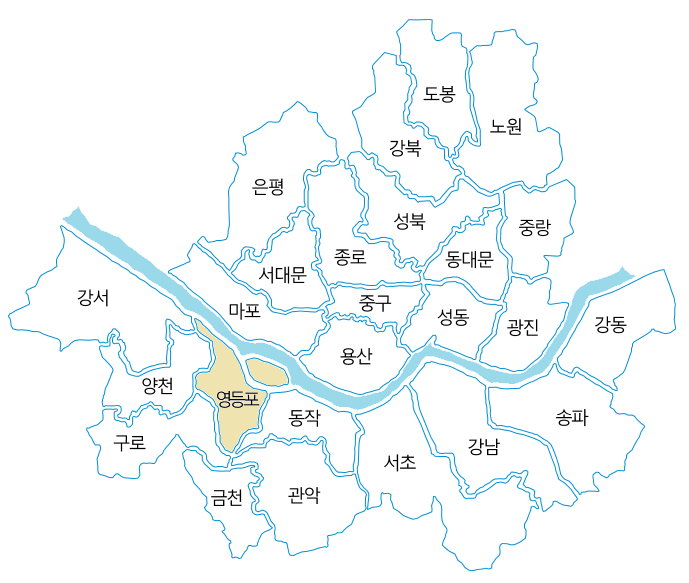 도봉
노원
강북
은평
성북
중랑
종로
동대문
서대문
강서
마포
중구
성동
광진
강동
용산
양천
영등포
동작
송파
구로
강남
서초
금천
관악